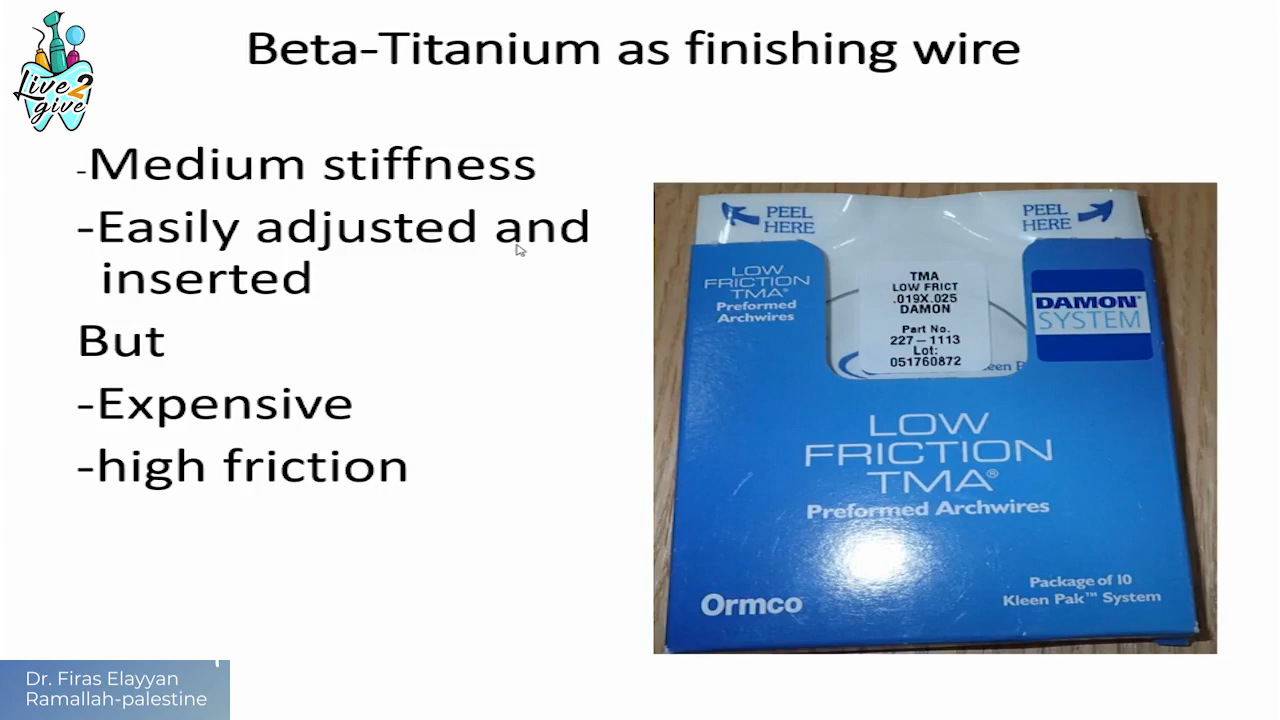 Live2
give
Beta-Titanium as finishing wire
-Medium stiffness
-Easily adjusted and
inserted
But
-Expensive
-high friction
PEEL
HERE
PEEL
HERE
LOW
FRICTION
TMA®
Preformed
Archwires
TMA
LOW FRICT
.019X.025
DAMON
Part No.
227-1113
Lot:
051760872
DAMON®
SYSTEM
LOW
FRICTION
TMA®
Preformed Archwires
Ormco
Package of 10
Kleen Pak™ System
Dr. Firas Elayyan
Ramallah-palestine